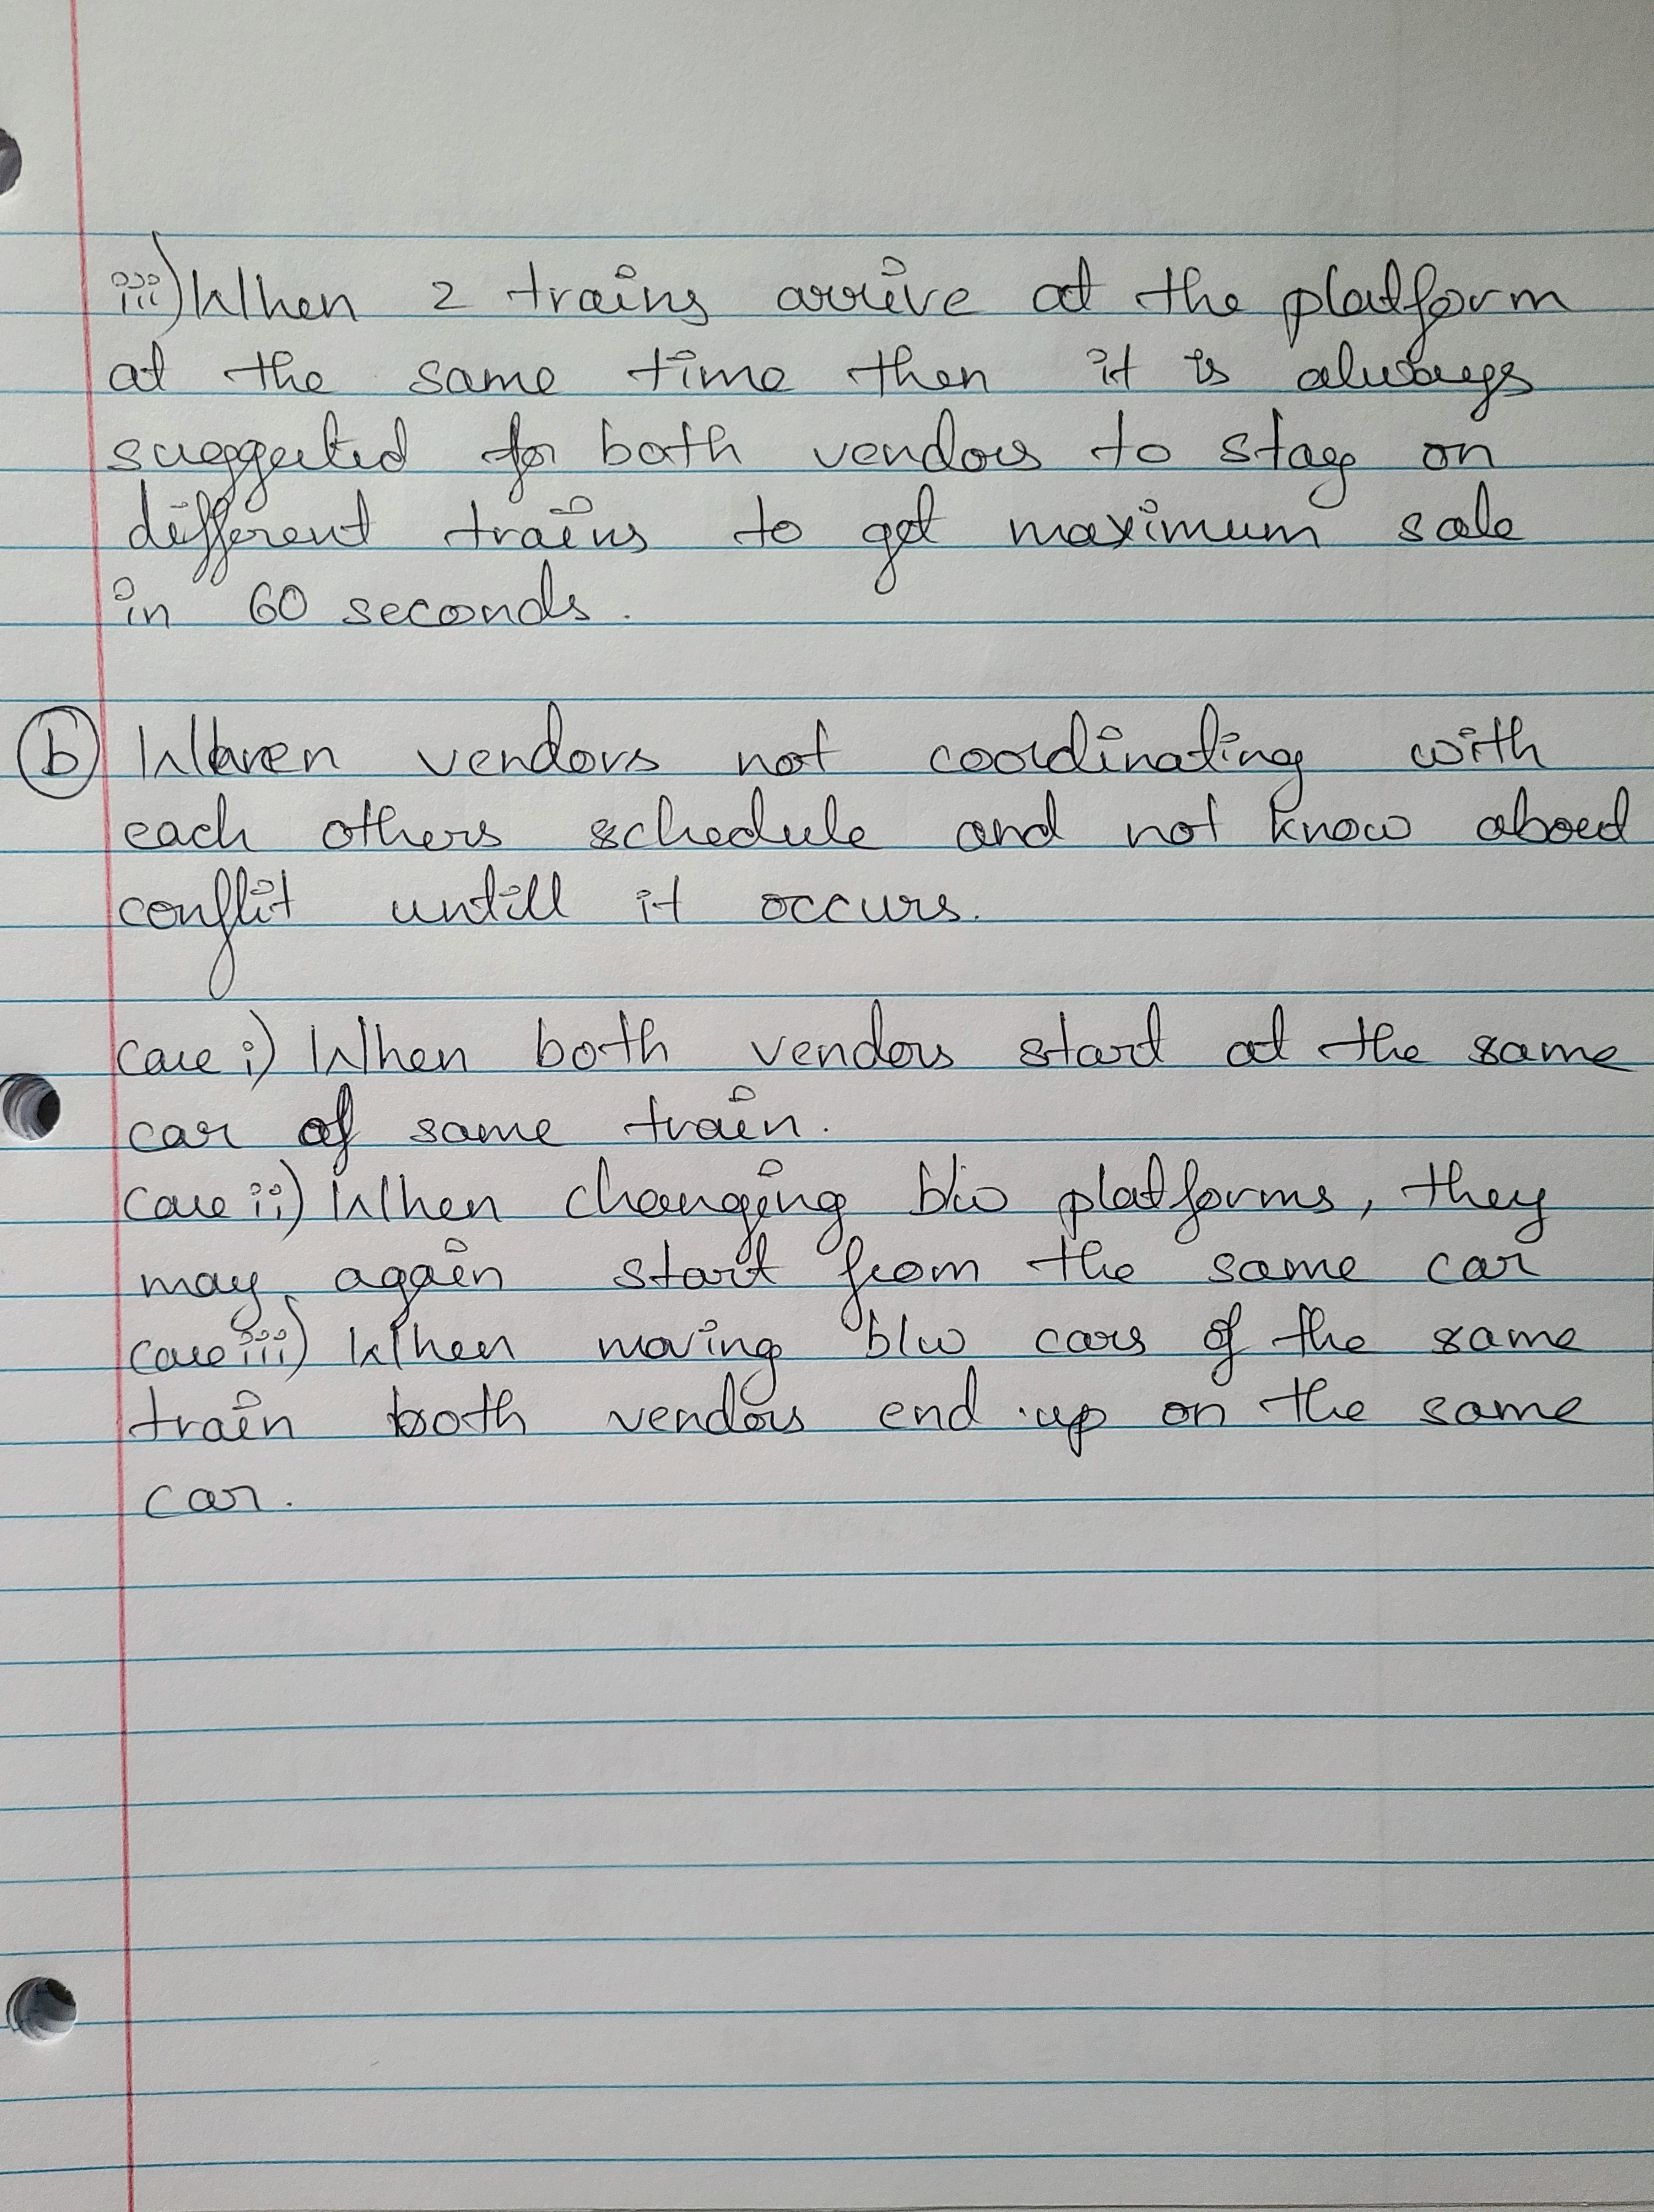 iii) When 2 trains arrive at the platform
at the same time then it is always
suggested for both vendors to stay on
different trains to get maximum sale
in 60 seconds.
(b) When vendors not coordinating with
each others schedule and not know about
conflit untill it occurs.
case i) When both vendors start at the same
car of same train.
case ii) When changing b/w platforms, they
may again start from the same car
case iii) When moving b/w cars of the same
train both vendors end up on the same
car.